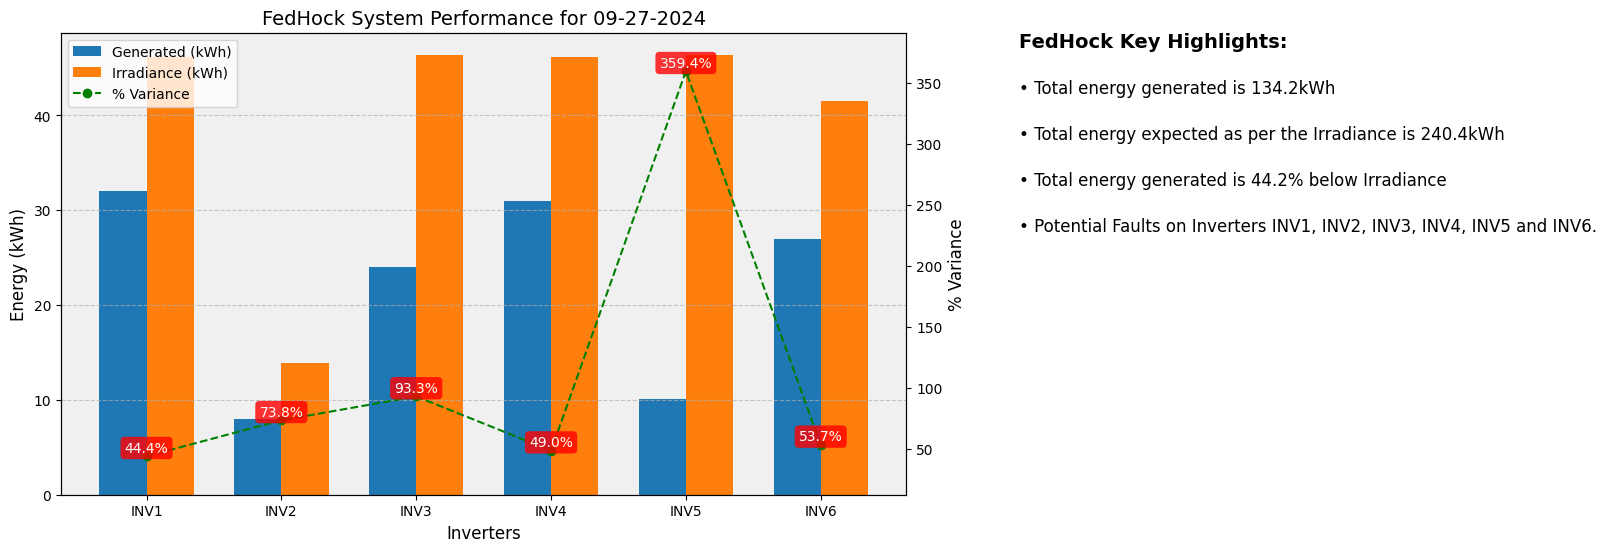 FedHock System Performance for 09-27-2024
Generated (kWh)
Irradiance (kWh)
% Variance
Energy (kWh)
40
30
20
10
0
44.4%
73.8%
93.3%
49.0%
359.4%
53.7%
350
300
250
200
150
100
50
% Variance
INV1 INV2 INV3 INV4 INV5 INV6
Inverters
FedHock Key Highlights:
• Total energy generated is 134.2kWh
• Total energy expected as per the Irradiance is 240.4kWh
• Total energy generated is 44.2% below Irradiance
• Potential Faults on Inverters INV1, INV2, INV3, INV4, INV5 and INV6.